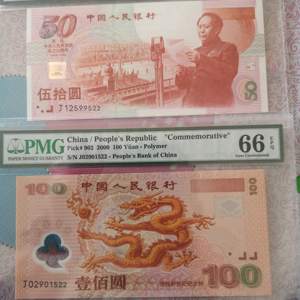 50
中国人民银行
伍拾圆
J12599522
50
PMG
PAPER MONEY GUARANTY
China / People's Republic "Commemorative"
Pick# 902 2000 100 Yüan - Polymer
S/N J02901522 - People's Bank of China
66 EPQ
Gem Uncirculated
100
中国人民银行
100
J02901522
壹佰圆
100